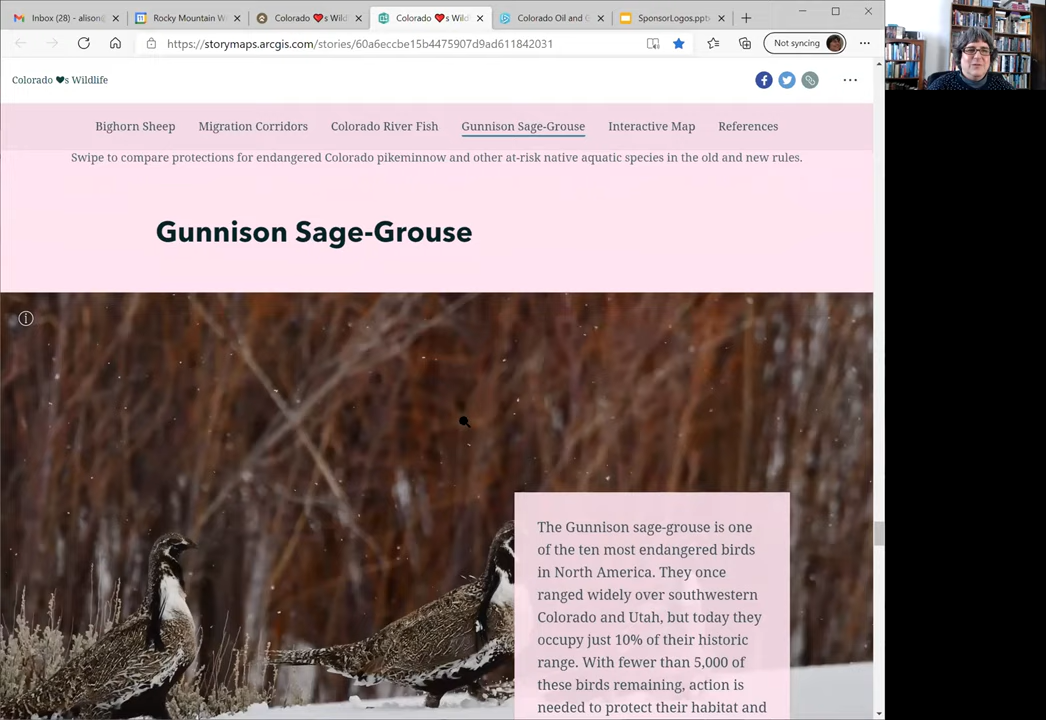 Inbox (28) - alison@
Rocky Mountain W
Colorado ❤️s Wild
Colorado ❤️s Wild
Colorado Oil and G
SponsorLogos.pptx
https://storymaps.arcgis.com/stories/60a6eccbe15b4475907d9ad611842031
Not syncing
Colorado ❤s Wildlife
Bighorn Sheep
Migration Corridors
Colorado River Fish
Gunnison Sage-Grouse
Interactive Map
References
Swipe to compare protections for endangered Colorado pikeminnow and other at-risk native aquatic species in the old and new rules.
Gunnison Sage-Grouse
The Gunnison sage-grouse is one
of the ten most endangered birds
in North America. They once
ranged widely over southwestern
Colorado and Utah, but today they
occupy just 10% of their historic
range. With fewer than 5,000 of
these birds remaining, action is
needed to protect their habitat and